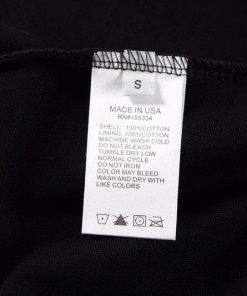 S
MADE IN USA
RN#155334
SHELL: 100%COTTON
LINING: 100%COTTON
MACHINE WASH COLD
DO NOT BLEACH
TUMBLE DRY LOW
NORMAL CYCLE
DO NOT IRON
COLOR MAY BLEED
WASH AND DRY WITH
LIKE COLORS